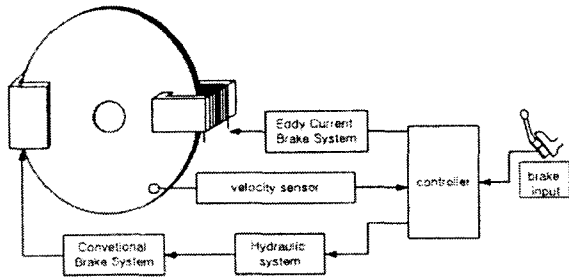 Eddy Current
Brake System
velocity sensor
controller
brake
input
Convetional
Brake System
Hydraulic
system